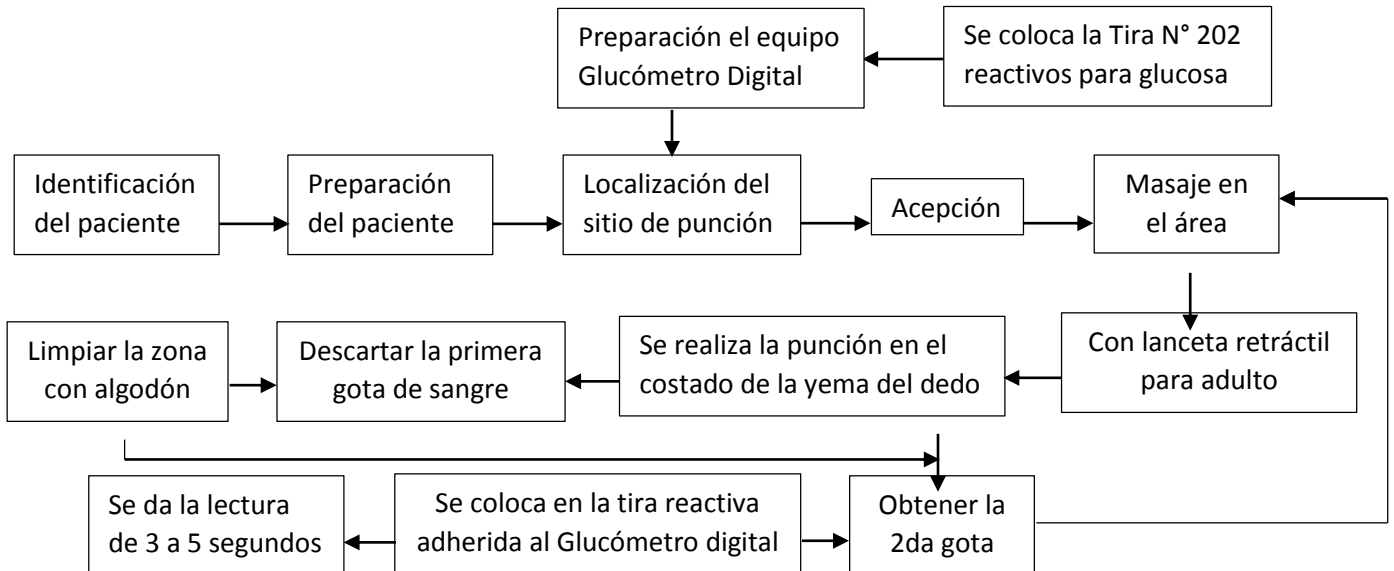 Preparación el equipo
Glucómetro Digital
Se coloca la Tira N° 202
reactivos para glucosa
Identificación
del paciente
Preparación
del paciente
Localización del
sitio de punción
Acepción
Masaje en
el área
Limpiar la zona
con algodón
Descartar la primera
gota de sangre
Se realiza la punción en el
costado de la yema del dedo
Con lanceta retráctil
para adulto
Se da la lectura
de 3 a 5 segundos
Se coloca en la tira reactiva
adherida al Glucómetro digital
Obtener la
2da gota